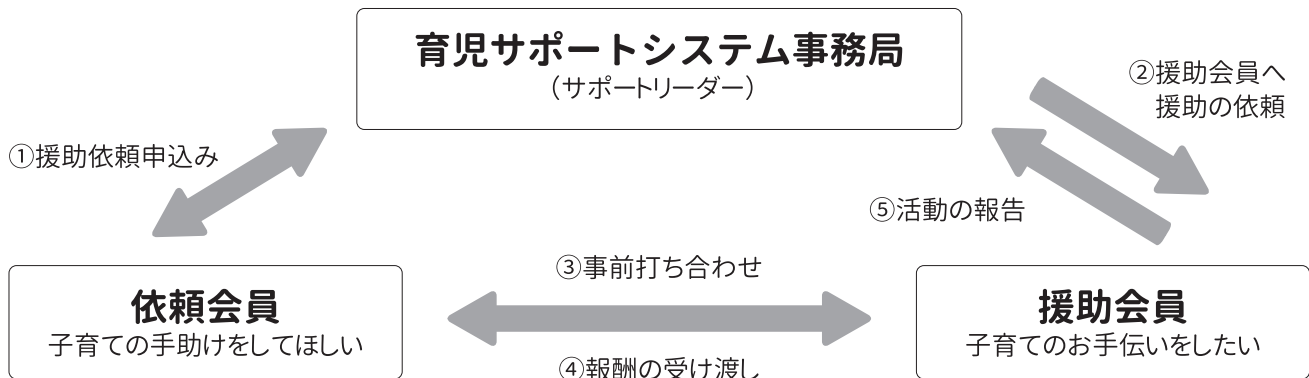 育児サポートシステム事務局
（サポートリーダー）
②援助会員へ
援助の依頼
①援助依頼申込み
⑤活動の報告
③事前打ち合わせ
依頼会員
子育ての手助けをしてほしい
援助会員
子育てのお手伝いをしたい
④報酬の受け渡し